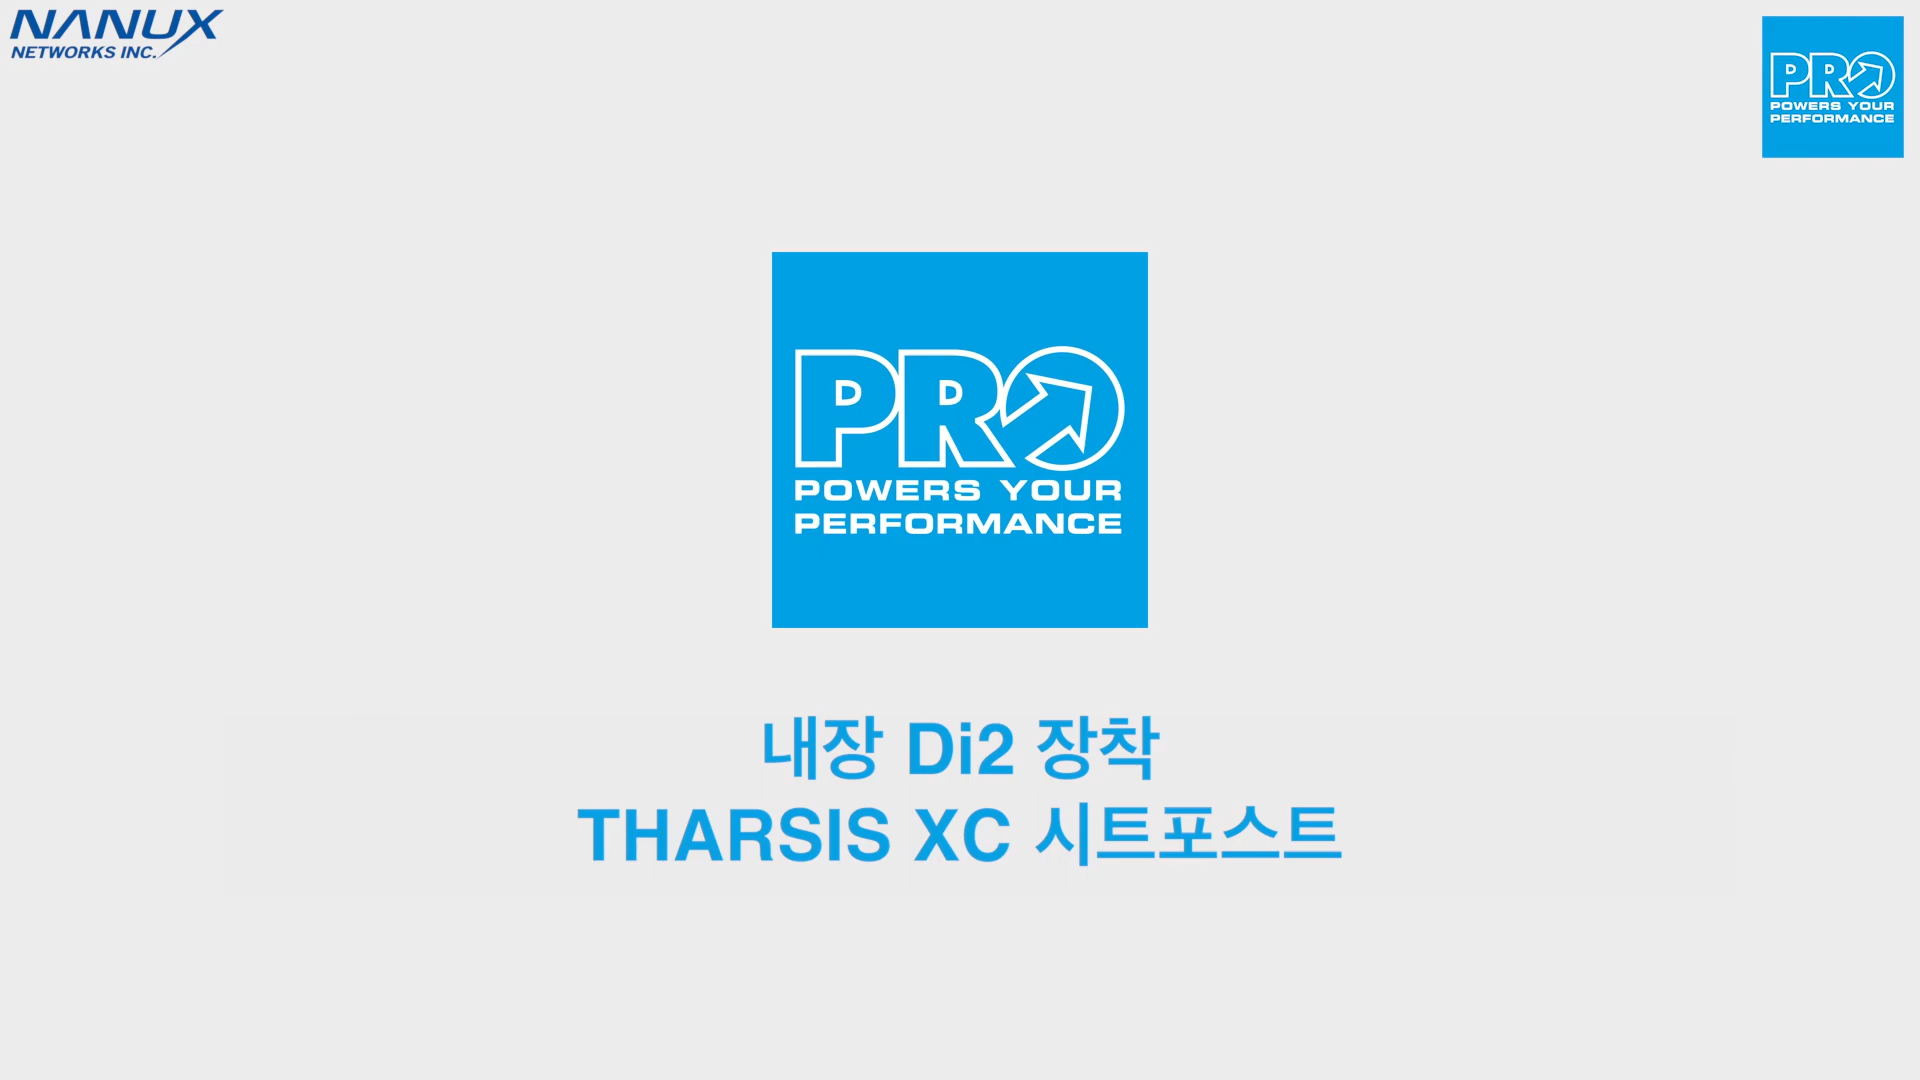 NANUX
NETWORKS INC.
PRO
POWERS YOUR
PERFORMANCE
PRO
POWERS YOUR
PERFORMANCE
내장 Di2 장착
THARSIS XC 시트포스트